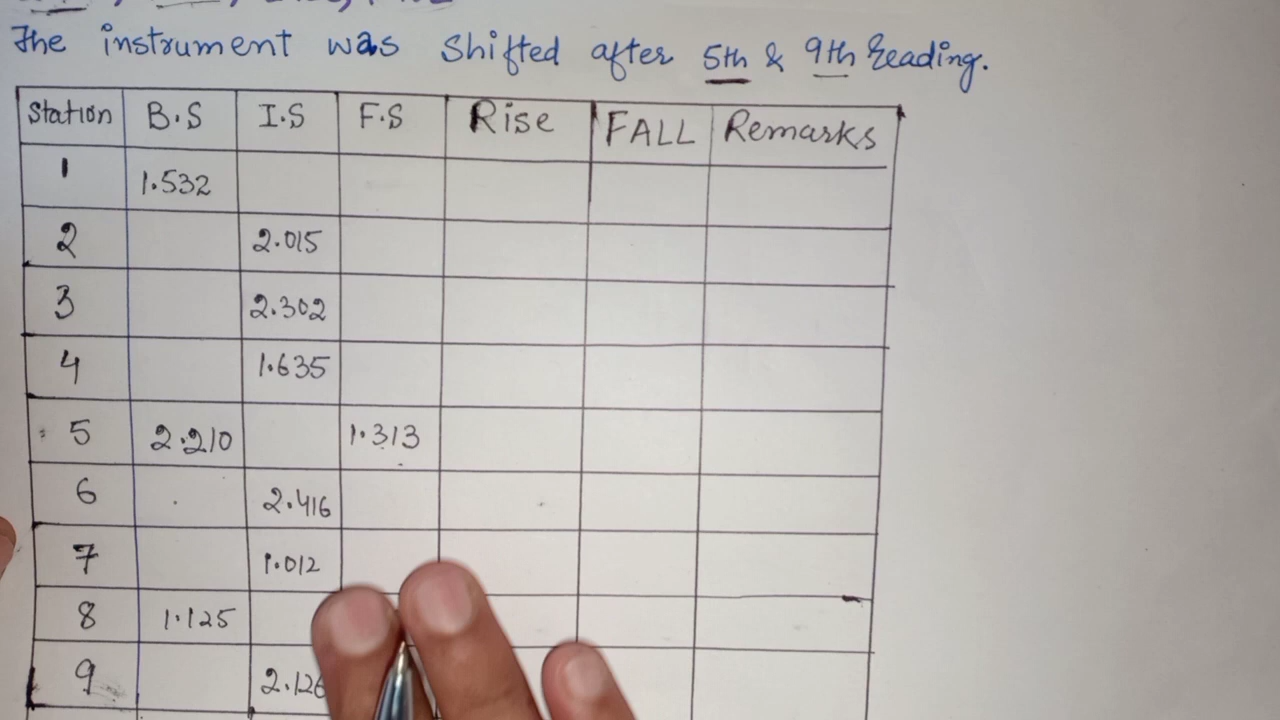 The instrument was shifted after 5th & 9th reading.
Station B.S I.S F.S Rise FALL Remarks
1 1.532
2 2.015
3 2.302
4 1.635
5 2.210 1.313
6 2.416
7 1.012
8 1.125
9